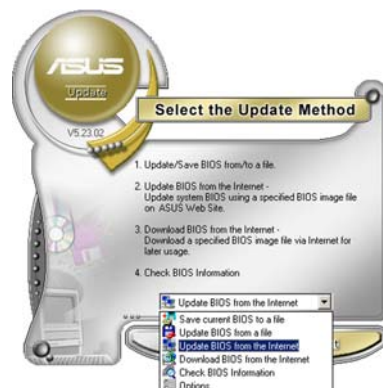 ASUS
Update
V5.23.02
Select the Update Method
1. Update/Save BIOS from/to a file.
2. Update BIOS from the Internet -
Update system BIOS using a specified BIOS image file
on ASUS Web Site.
3. Download BIOS from the Internet -
Download a specified BIOS image file via Internet for
later usage.
4. Check BIOS Information
Update BIOS from the Internet
Save current BIOS to a file
Update BIOS from a file
Update BIOS from the Internet
Download BIOS from the Internet
Check BIOS Information
Options